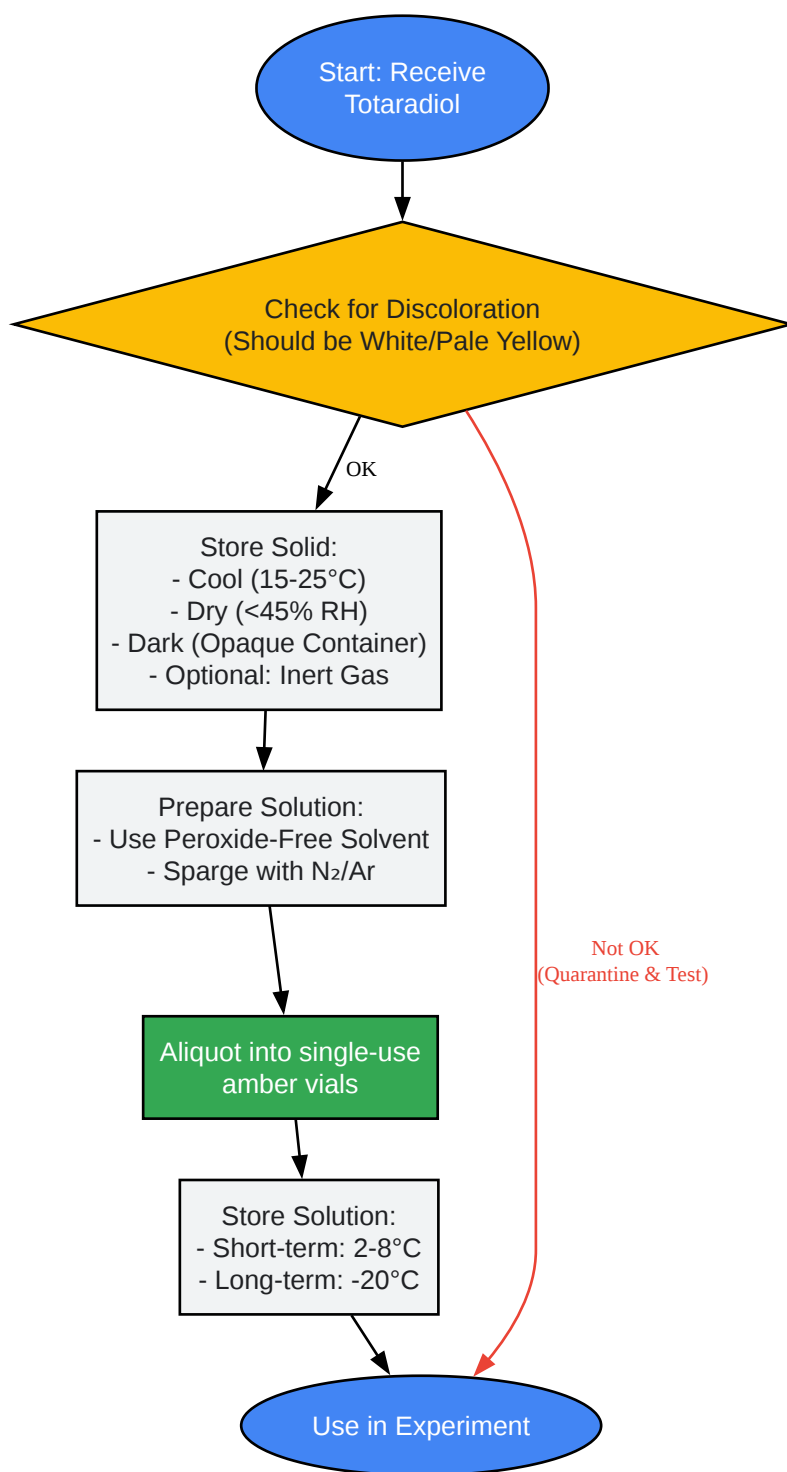 Start: Receive
Totaradiol
Check for Discoloration
(Should be White/Pale Yellow)
OK
Store Solid:
- Cool (15-25°C)
- Dry (<45% RH)
- Dark (Opaque Container)
- Optional: Inert Gas
Prepare Solution:
- Use Peroxide-Free Solvent
- Sparge with N₂/Ar
Not OK
(Quarantine & Test)
Aliquot into single-use
amber vials
Store Solution:
- Short-term: 2-8°C
- Long-term: -20°C
Use in Experiment